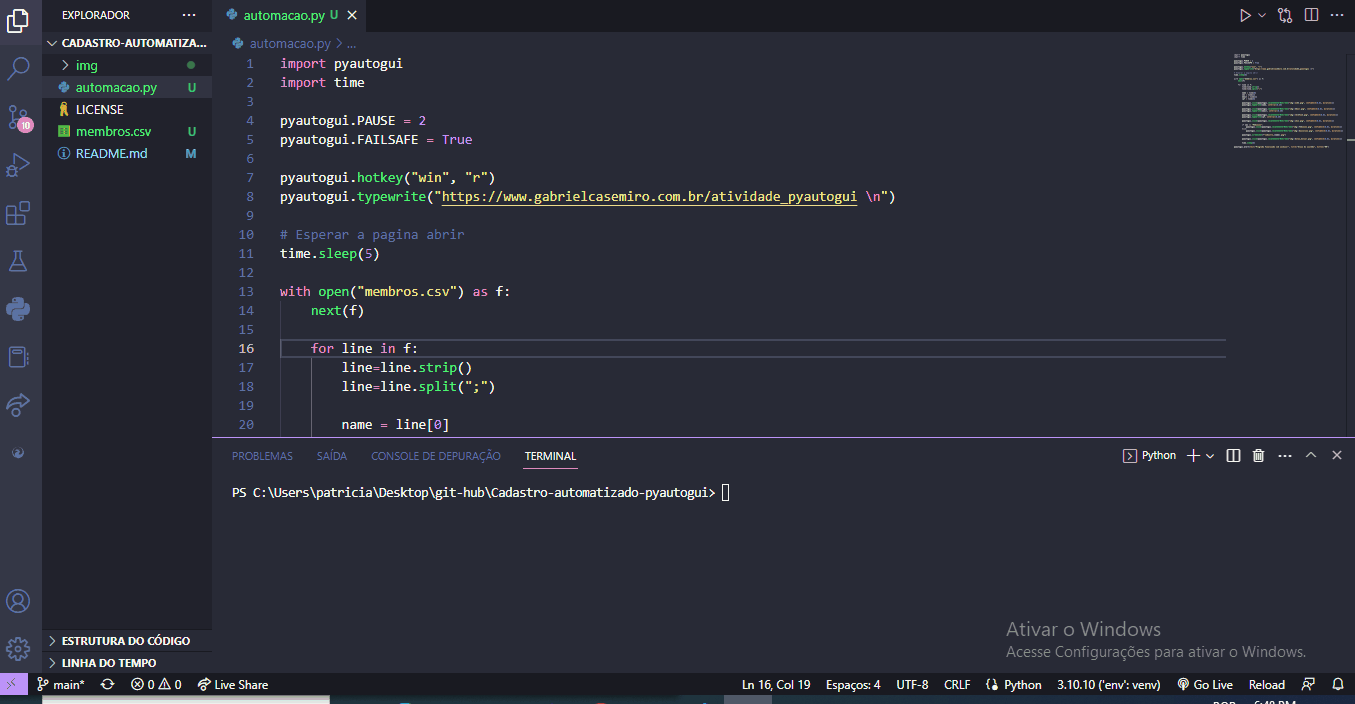 EXPLORADOR ···
automacao.py U
CADASTRO-AUTOMATIZA...
img
automacao.py U
LICENSE
membros.csv U
README.md M
10
automacao.py > ...
1 import pyautogui
2 import time
3
4 pyautogui.PAUSE = 2
5 pyautogui.FAILSAFE = True
6
7 pyautogui.hotkey("win", "r")
8 pyautogui.typewrite("https://www.gabrielcasemiro.com.br/atividade_pyautogui \n")
9
10 # Esperar a pagina abrir
11 time.sleep(5)
12
13 with open("membros.csv") as f:
14 next(f)
15
16 for line in f:
17 line=line.strip()
18 line=line.split(";")
19
20 name = line[0]
PROBLEMAS SAÍDA CONSOLE DE DEPURAÇÃO TERMINAL Python
PS C:\Users\patricia\Desktop\git-hub\Cadastro-automatizado-pyautogui>
ESTRUTURA DO CÓDIGO
LINHA DO TEMPO
Ativar o Windows
Acesse Configurações para ativar o Windows.
main* 0 0 Live Share Ln 16, Col 19 Espaços: 4 UTF-8 CRLF Python 3.10.10 ('env': venv) Go Live Reload